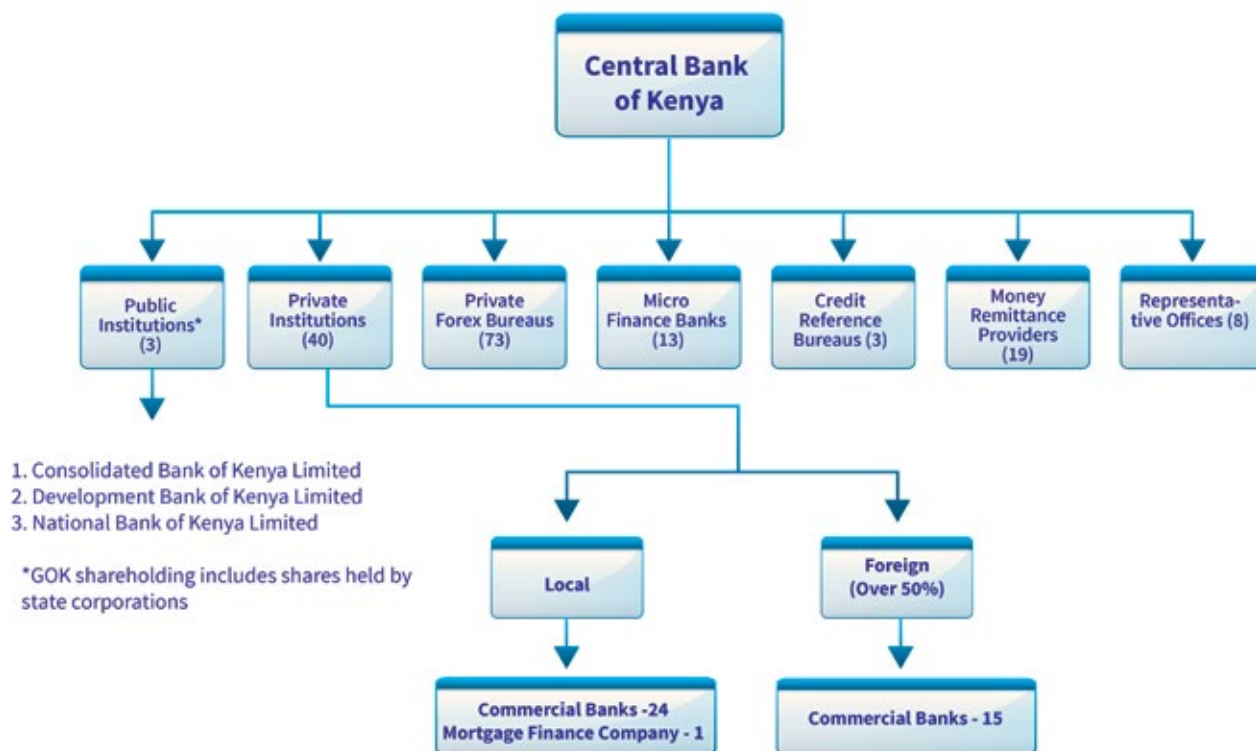 Central Bank
of Kenya
Public
Institutions*
(3)
Private
Institutions
(40)
Private
Forex Bureaus
(73)
Micro
Finance Banks
(13)
Credit
Reference
Bureaus (3)
Money
Remittance
Providers
(19)
Representa-
tive Offices (8)
1. Consolidated Bank of Kenya Limited
2. Development Bank of Kenya Limited
3. National Bank of Kenya Limited
*GOK shareholding includes shares held by
state corporations
Local
Foreign
(Over 50%)
Commercial Banks -24
Mortgage Finance Company - 1
Commercial Banks - 15